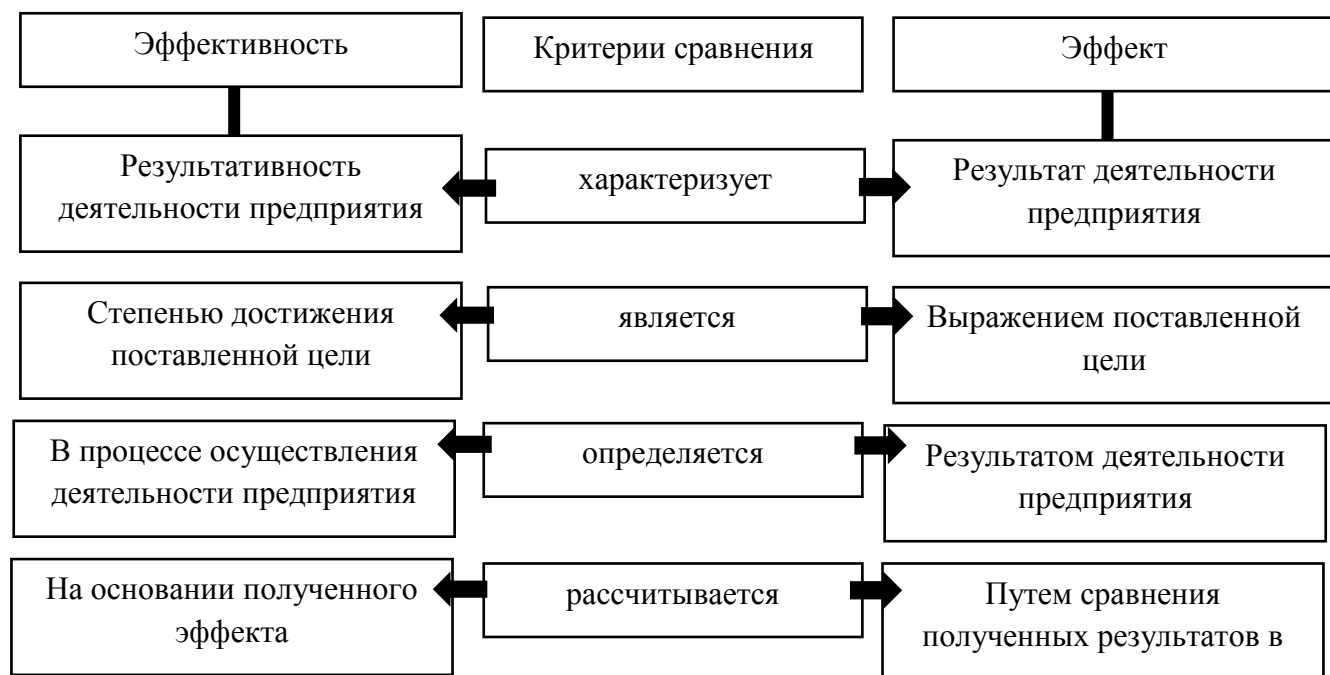 Эффективность
Критерии сравнения
Эффект
Результативность
деятельности предприятия
характеризует
Результат деятельности
предприятия
Степенью достижения
поставленной цели
является
Выражением поставленной
цели
В процессе осуществления
деятельности предприятия
определяется
Результатом деятельности
предприятия
На основании полученного
эффекта
рассчитывается
Путем сравнения
полученных результатов в